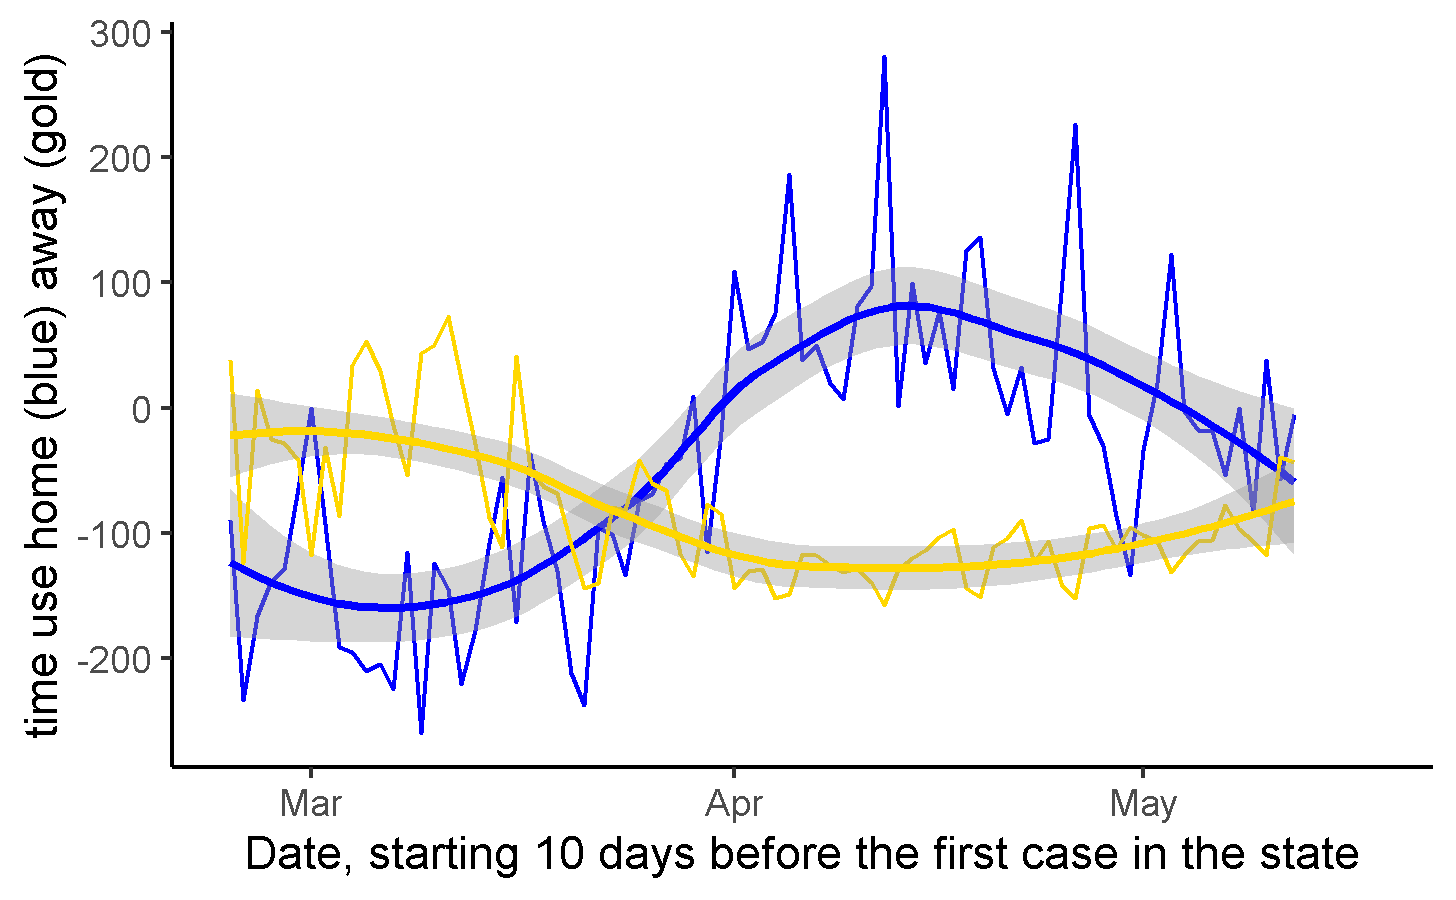 time use home (blue) away (gold)
300
200
100
0
-100
-200
Mar
Apr
May
Date, starting 10 days before the first case in the state